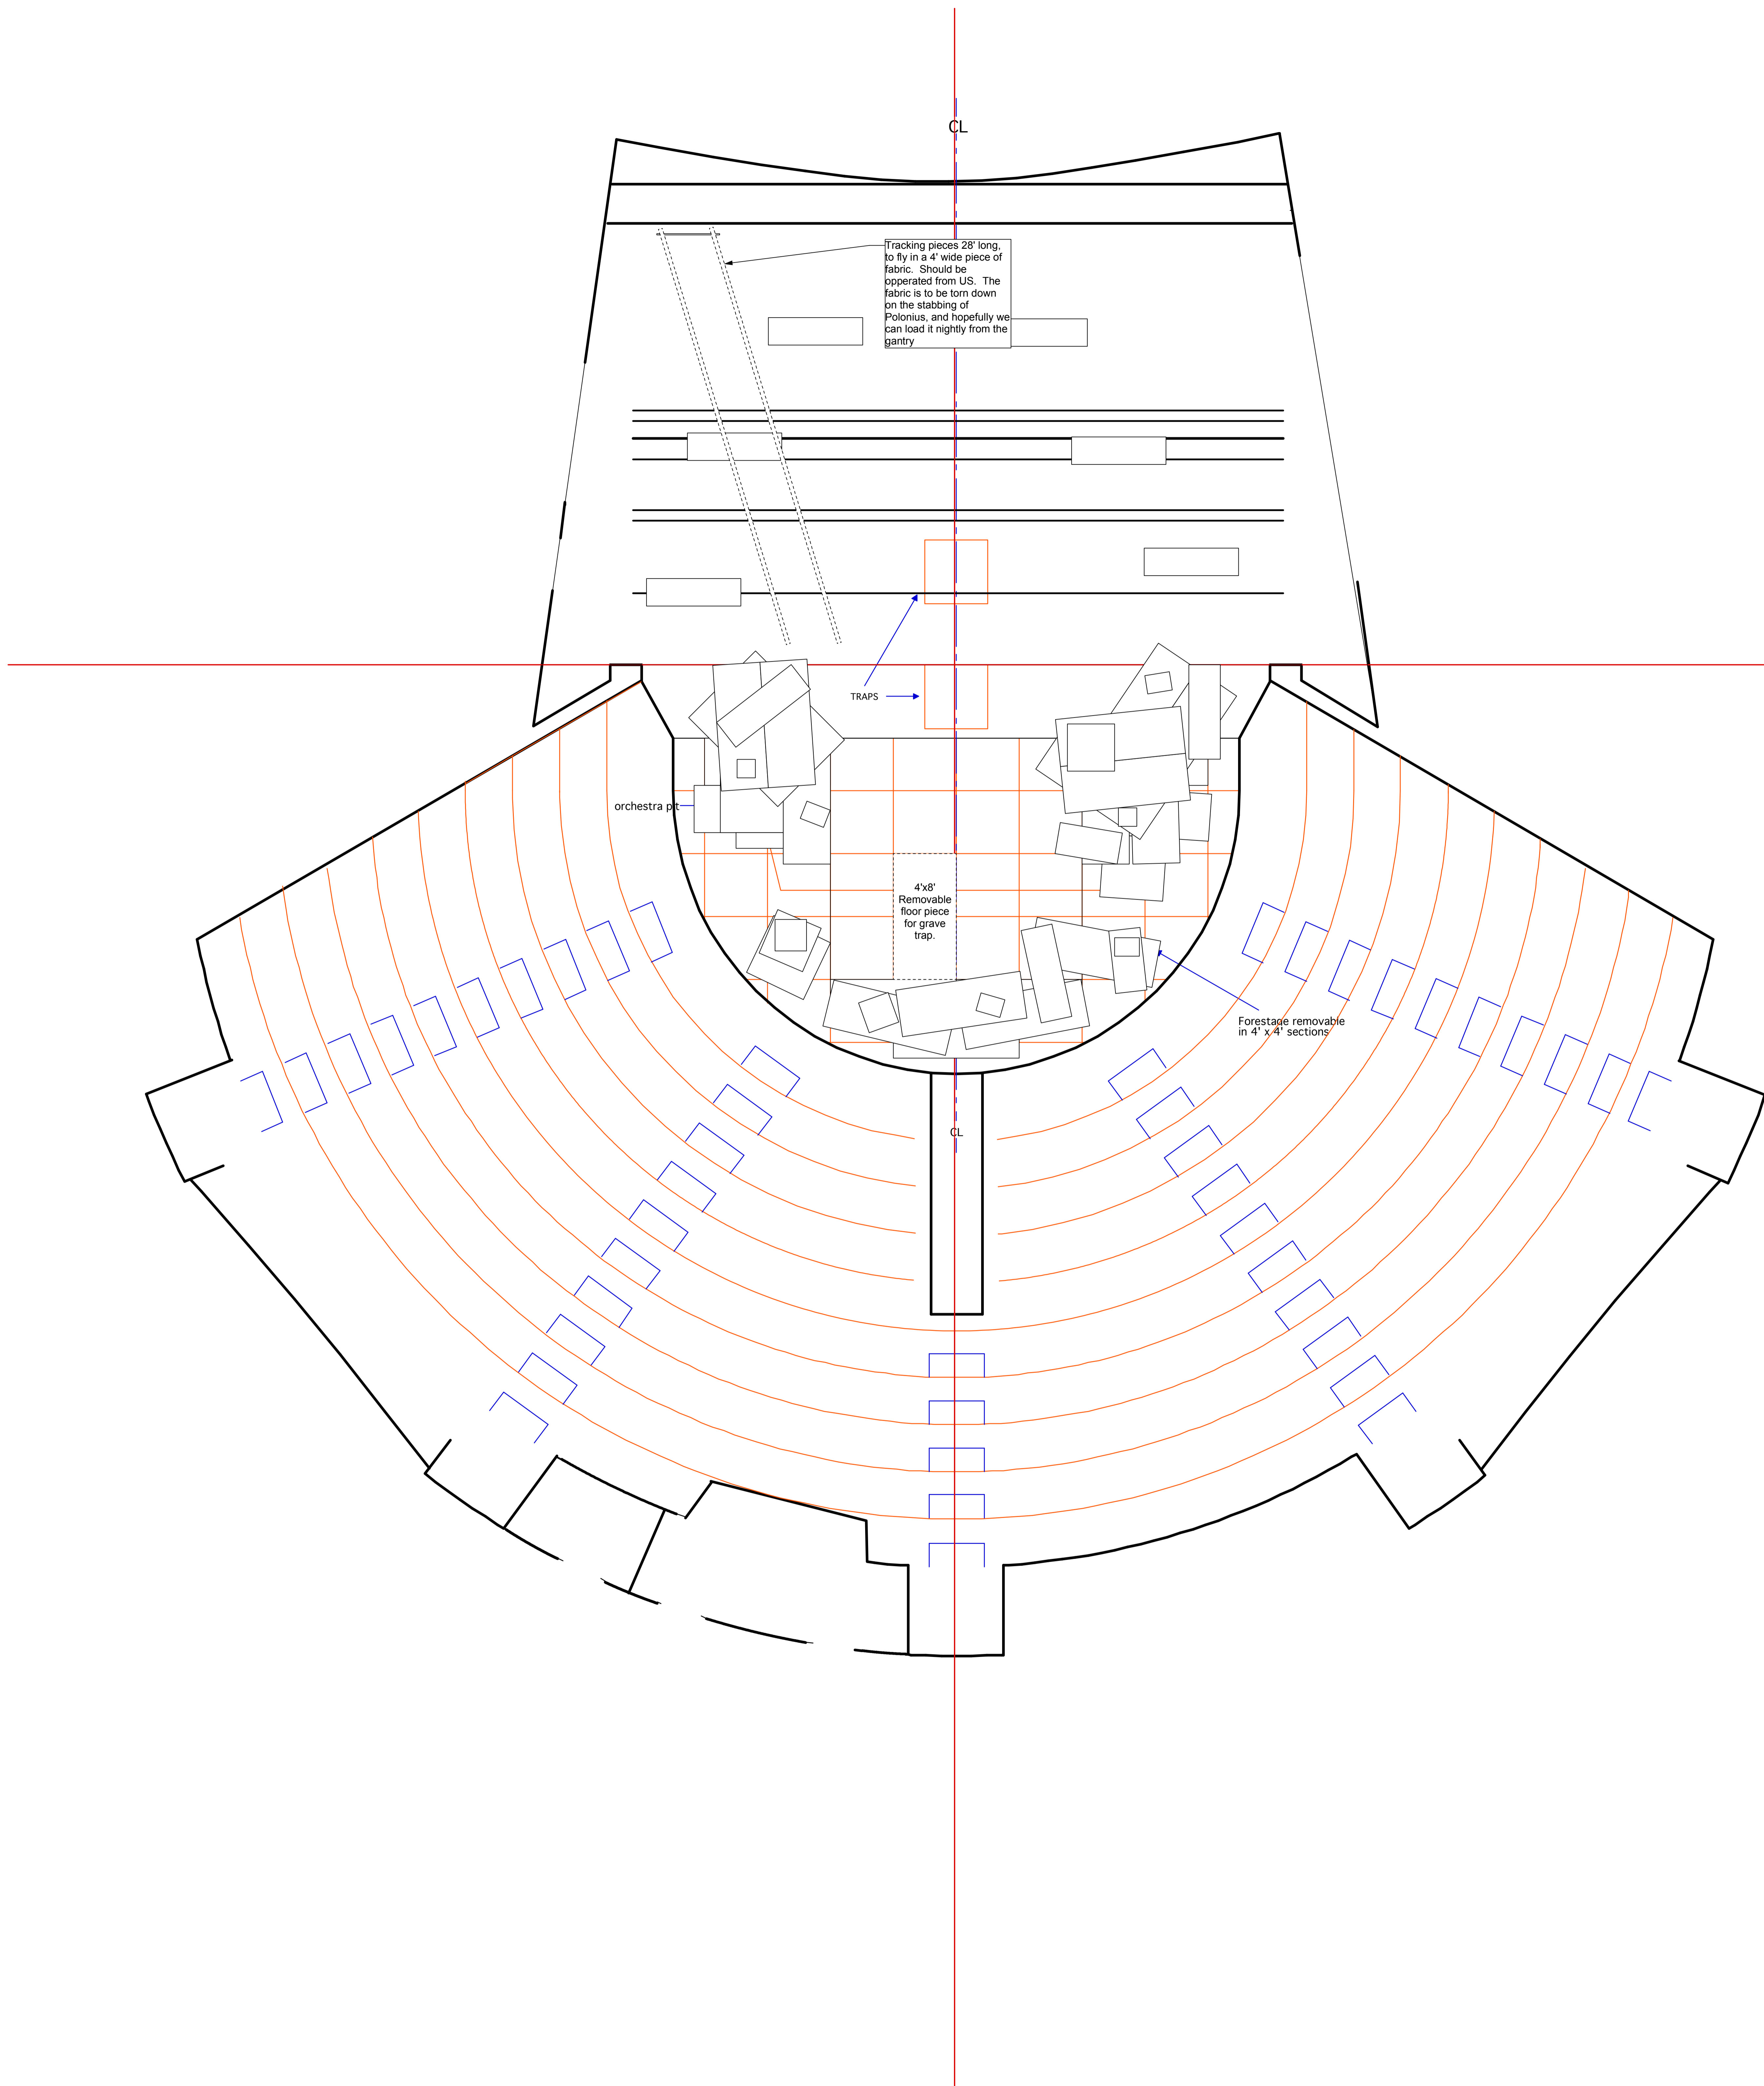 CL
Tracking pieces 28' long,
to fly in a 4' wide piece of
fabric.  Should be
opperated from US.  The
fabric is to be torn down
on the stabbing of
Polonius, and hopefully we
can load it nightly from the
gantry
TRAPS
orchestra pit
4'x8'
Removable
floor piece
for grave
trap.
Forestage removable
in 4' x 4' sections
CL